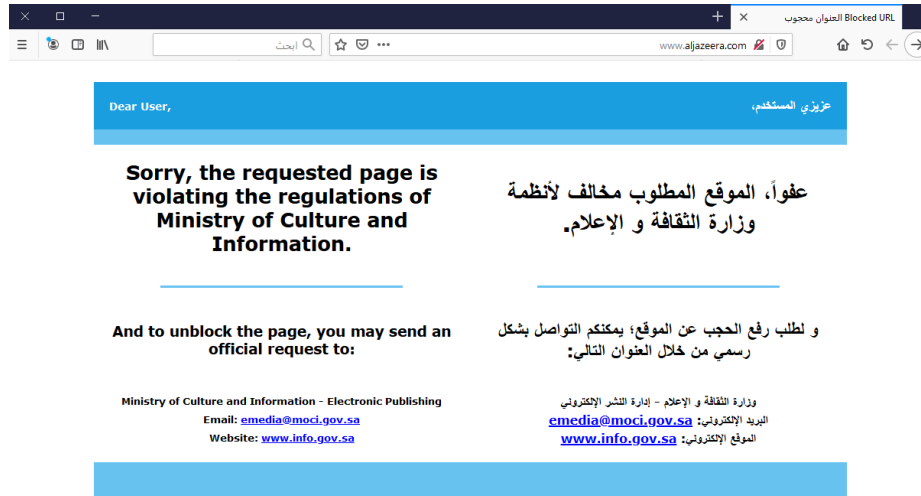 Blocked URL العنوان محجوب
www.aljazeera.com
ابحث
Dear User,
عزيزي المستخدم،
Sorry, the requested page is
violating the regulations of
Ministry of Culture and
Information.
عفواً، الموقع المطلوب مخالف لأنظمة
وزارة الثقافة و الإعلام.
And to unblock the page, you may send an
official request to:
و لطلب رفع الحجب عن الموقع؛ يمكنكم التواصل بشكل
رسمي من خلال العنوان التالي:
Ministry of Culture and Information - Electronic Publishing
Email: emedia@moci.gov.sa
Website: www.info.gov.sa
وزارة الثقافة و الإعلام - إدارة النشر الإلكتروني
البريد الإلكتروني: emedia@moci.gov.sa
الموقع الإلكتروني: www.info.gov.sa